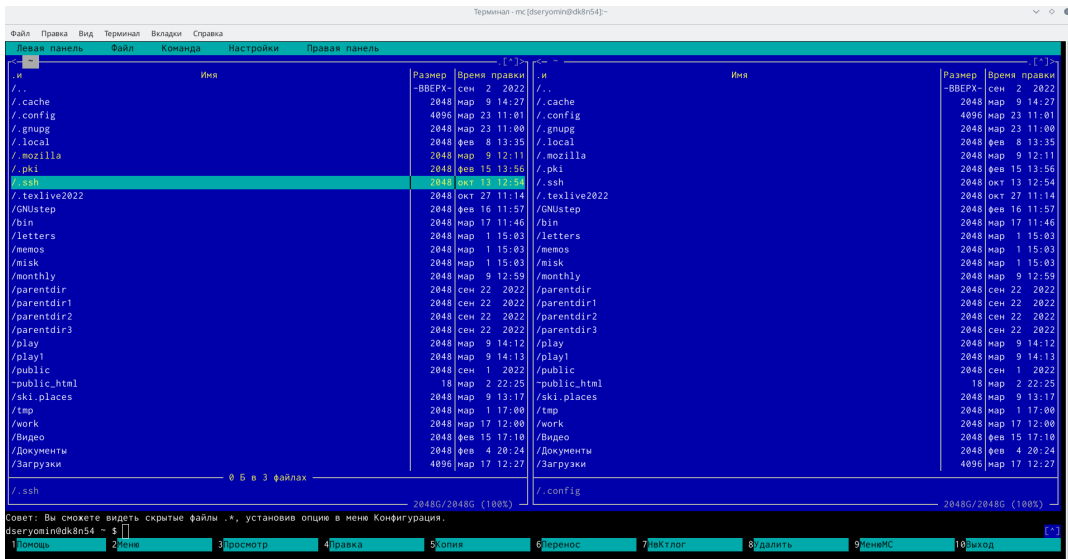 Терминал - mc [dseryomin@dk8n54]:~
Файл Правка Вид Терминал Вкладки Справка
Левая панель Файл Команда Настройки Правая панель
<- ~ .[^]> <- ~ .[^]>
.и Имя Размер Время правки .и Имя Размер Время правки
/.. -ВВЕРХ- сен 2 2022 /.. -ВВЕРХ- сен 2 2022
/.cache 2048 мар 9 14:27 /.cache 2048 мар 9 14:27
/.config 4096 мар 23 11:01 /.config 4096 мар 23 11:01
/.gnupg 2048 мар 23 11:00 /.gnupg 2048 мар 23 11:00
/.local 2048 фев 8 13:35 /.local 2048 фев 8 13:35
/.mozilla 2048 мар 9 12:11 /.mozilla 2048 мар 9 12:11
/.pki 2048 фев 15 13:56 /.pki 2048 фев 15 13:56
/.ssh 2048 окт 13 12:54 /.ssh 2048 окт 13 12:54
/.texlive2022 2048 окт 27 11:14 /.texlive2022 2048 окт 27 11:14
/GNUstep 2048 фев 16 11:57 /GNUstep 2048 фев 16 11:57
/bin 2048 мар 17 11:46 /bin 2048 мар 17 11:46
/letters 2048 мар 1 15:03 /letters 2048 мар 1 15:03
/memos 2048 мар 1 15:03 /memos 2048 мар 1 15:03
/misk 2048 мар 1 15:03 /misk 2048 мар 1 15:03
/monthly 2048 мар 9 12:59 /monthly 2048 мар 9 12:59
/parentdir 2048 сен 22 2022 /parentdir 2048 сен 22 2022
/parentdir1 2048 сен 22 2022 /parentdir1 2048 сен 22 2022
/parentdir2 2048 сен 22 2022 /parentdir2 2048 сен 22 2022
/parentdir3 2048 сен 22 2022 /parentdir3 2048 сен 22 2022
/play 2048 мар 9 14:12 /play 2048 мар 9 14:12
/play1 2048 мар 9 14:13 /play1 2048 мар 9 14:13
/public 2048 сен 1 2022 /public 2048 сен 1 2022
~public_html 18 мар 2 22:25 ~public_html 18 мар 2 22:25
/ski.places 2048 мар 9 13:17 /ski.places 2048 мар 9 13:17
/tmp 2048 мар 1 17:00 /tmp 2048 мар 1 17:00
/work 2048 мар 17 12:00 /work 2048 мар 17 12:00
/Видео 2048 фев 15 17:10 /Видео 2048 фев 15 17:10
/Документы 2048 фев 4 20:24 /Документы 2048 фев 4 20:24
/Загрузки 4096 мар 17 12:27 /Загрузки 4096 мар 17 12:27
0 Б в 3 файлах
/.ssh /.config
2048G/2048G (100%) 2048G/2048G (100%)
Совет: Вы сможете видеть скрытые файлы .*, установив опцию в меню Конфигурация.
dseryomin@dk8n54 ~ $ [^]
1Помощь 2Меню 3Просмотр 4Правка 5Копия 6Перенос 7НвКтлог 8Удалить 9МенюМС 10Выход